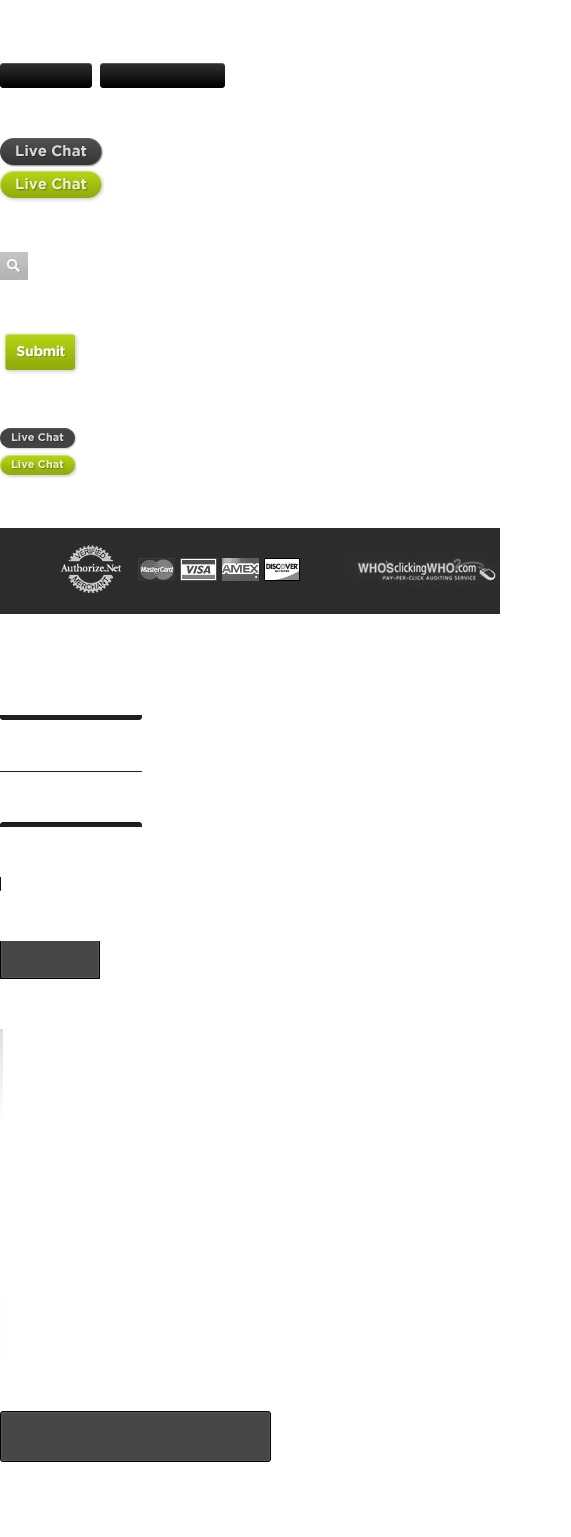 Live Chat
Live Chat
Submit
Live Chat
Live Chat
VERIFIED
Authorize.Net
MERCHANT
MasterCard
VISA
AMEX
DISCOVER
NETWORK
WHOSclickingWHO?.com
PAY-PER-CLICK AUDITING SERVICE